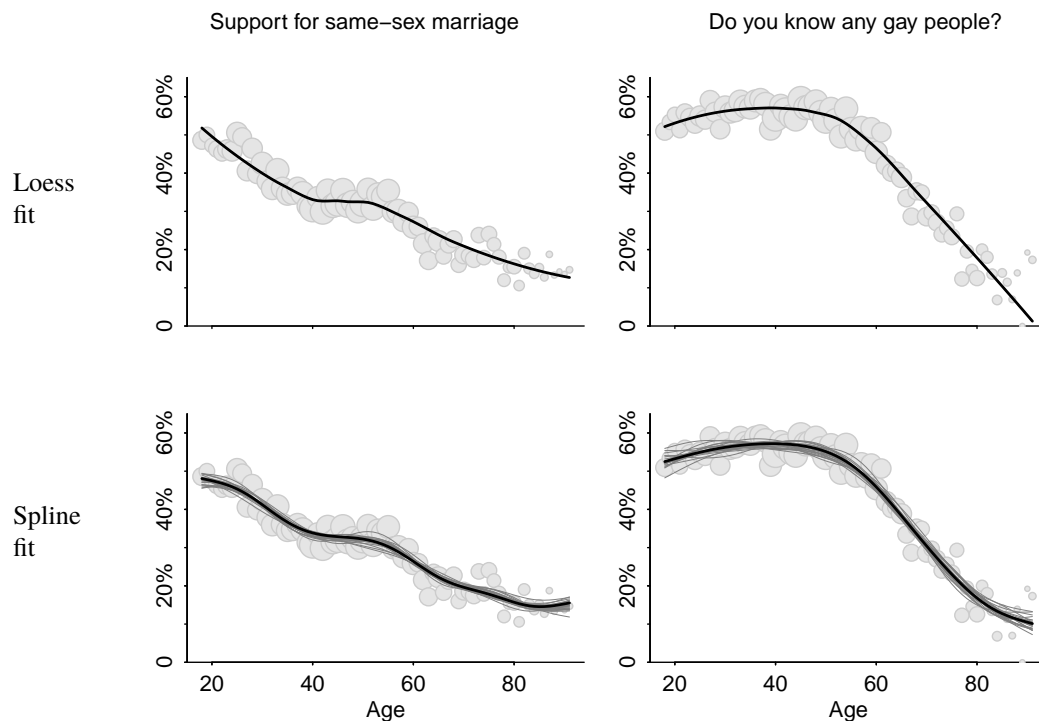 Support for same−sex marriage
Do you know any gay people?
Loess
fit
0 20% 40% 60%
0 20% 40% 60%
Spline
fit
0 20% 40% 60%
0 20% 40% 60%
20 40 60 80
20 40 60 80
Age
Age